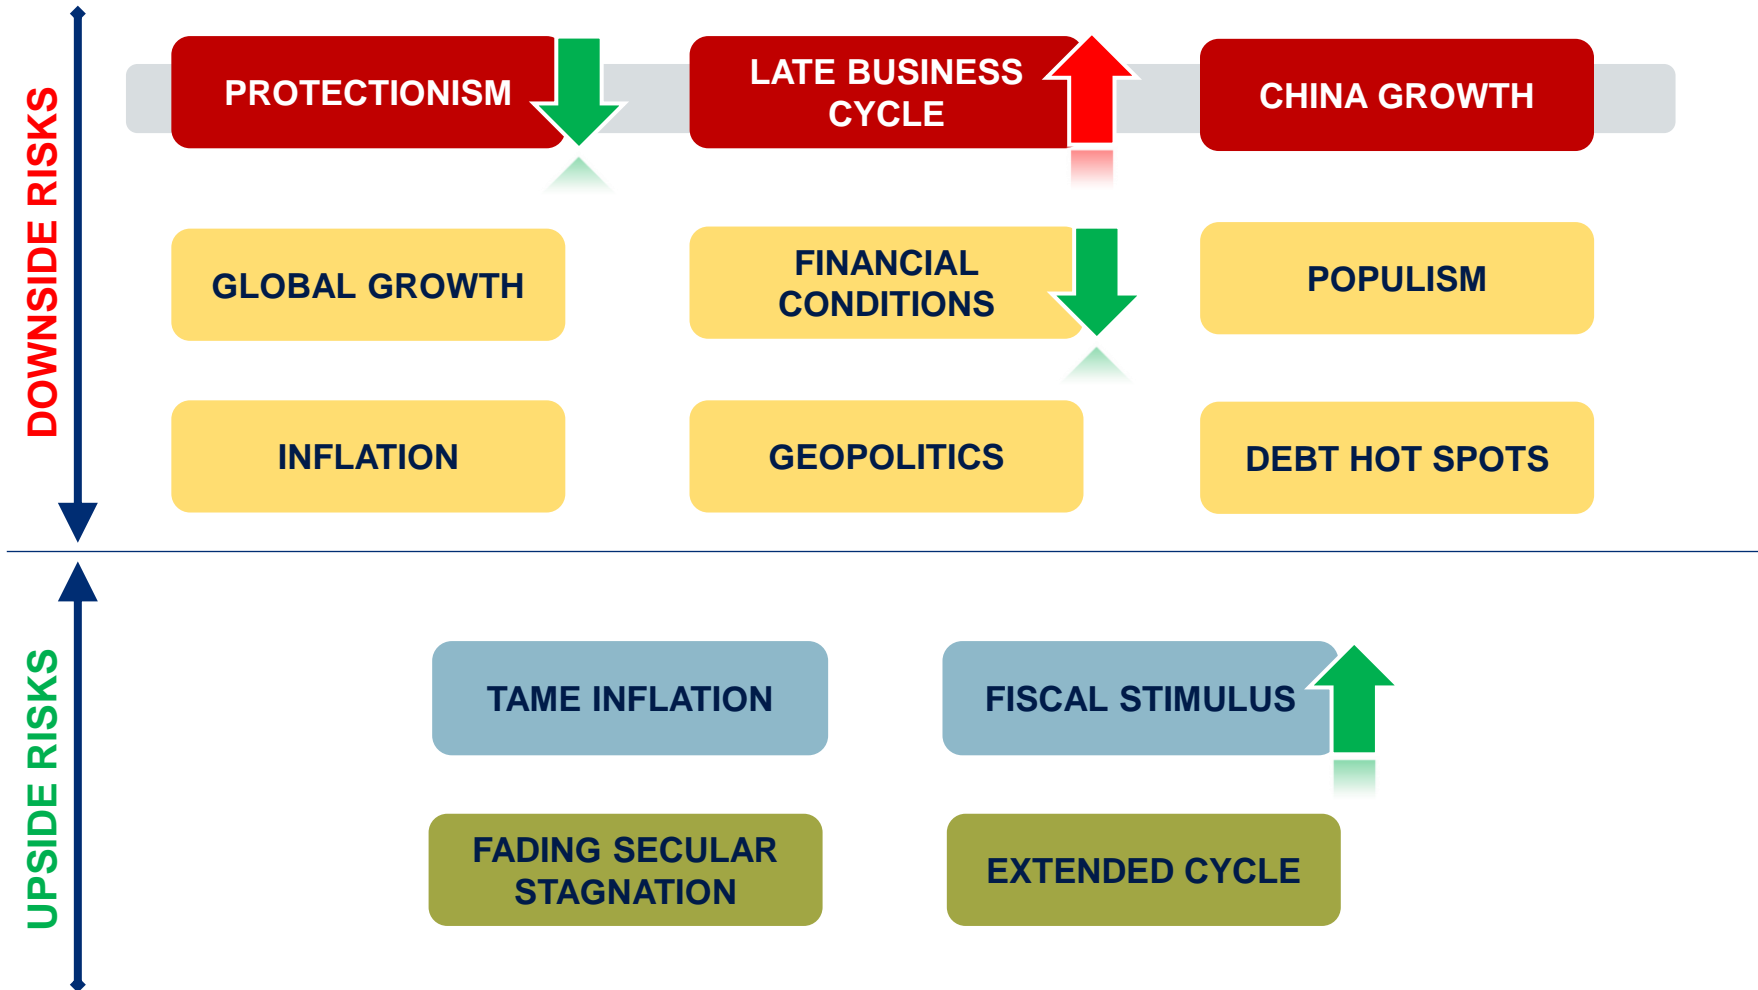 DOWNSIDE RISKS
PROTECTIONISM
LATE BUSINESS
CYCLE
CHINA GROWTH
GLOBAL GROWTH
FINANCIAL
CONDITIONS
POPULISM
INFLATION
GEOPOLITICS
DEBT HOT SPOTS
UPSIDE RISKS
TAME INFLATION
FISCAL STIMULUS
FADING SECULAR
STAGNATION
EXTENDED CYCLE